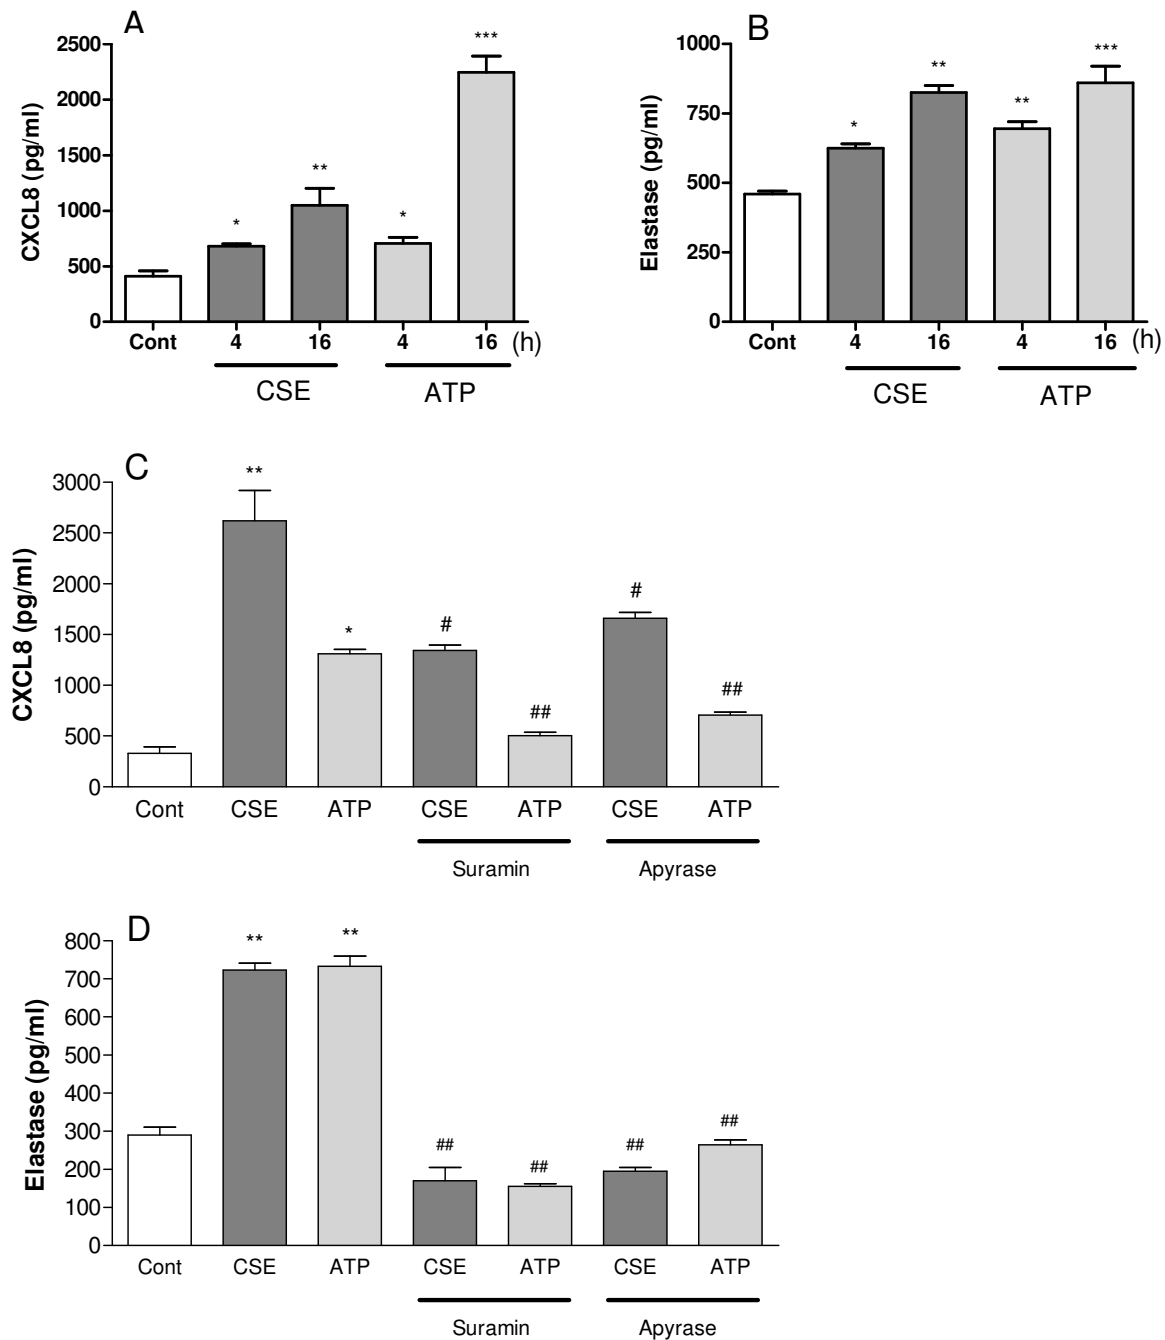 A
CXCL8 (pg/ml)
2500
2000
1500
1000
500
0
*
**
*
***
Cont 4 16 4 16 (h)
CSE ATP
B
Elastase (pg/ml)
1000
750
500
250
0
*
**
**
***
Cont 4 16 4 16 (h)
CSE ATP
C
CXCL8 (pg/ml)
3000
2500
2000
1500
1000
500
0
**
*
#
##
#
##
Cont CSE ATP CSE ATP CSE ATP
Suramin Apyrase
D
Elastase (pg/ml)
800
700
600
500
400
300
200
100
0
**
**
##
##
##
##
Cont CSE ATP CSE ATP CSE ATP
Suramin Apyrase